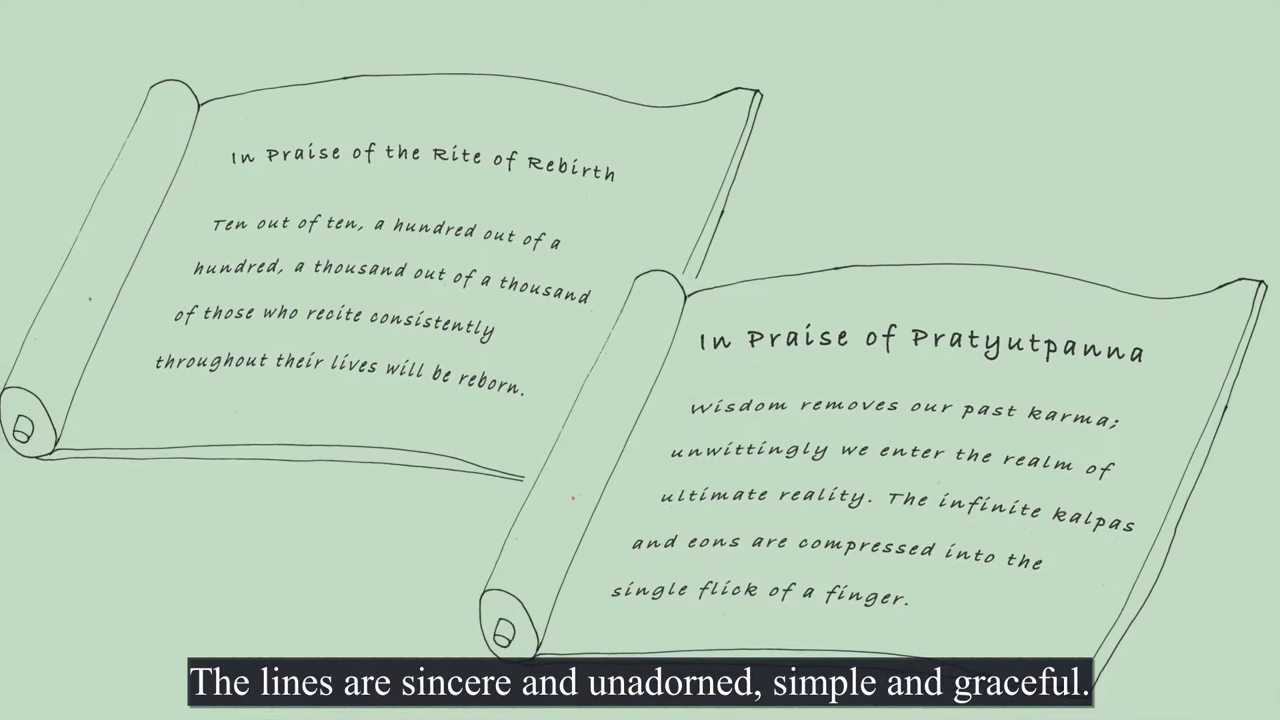 In Praise of the Rite of Rebirth
Ten out of ten, a hundred out of a
hundred, a thousand out of a thousand
of those who recite consistently
throughout their lives will be reborn.
In Praise of Pratyutpanna
Wisdom removes our past karma;
unwittingly we enter the realm of
ultimate reality. The infinite kalpas
and eons are compressed into the
single flick of a finger.
The lines are sincere and unadorned, simple and graceful.